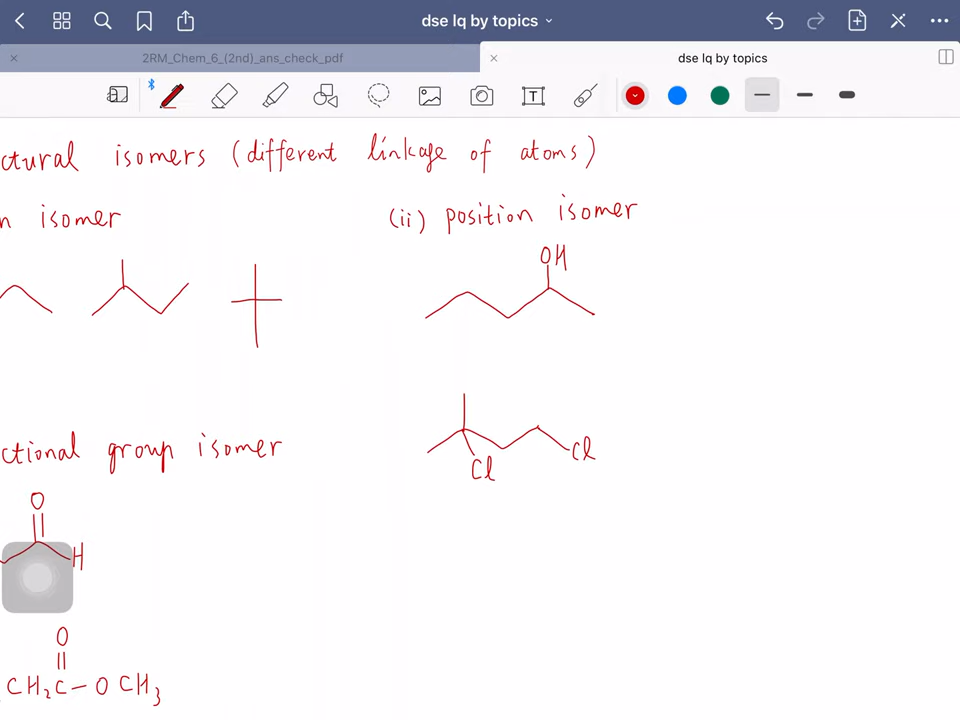 dse lq by topics
2RM_Chem_6_(2nd)_ans_check_pdf
dse lq by topics
T
ctural isomers (different linkage of atoms)
n isomer
(ii) position isomer
OH
ctional group isomer
Cl
Cl
O
H
O
CH₂C-OCH₃